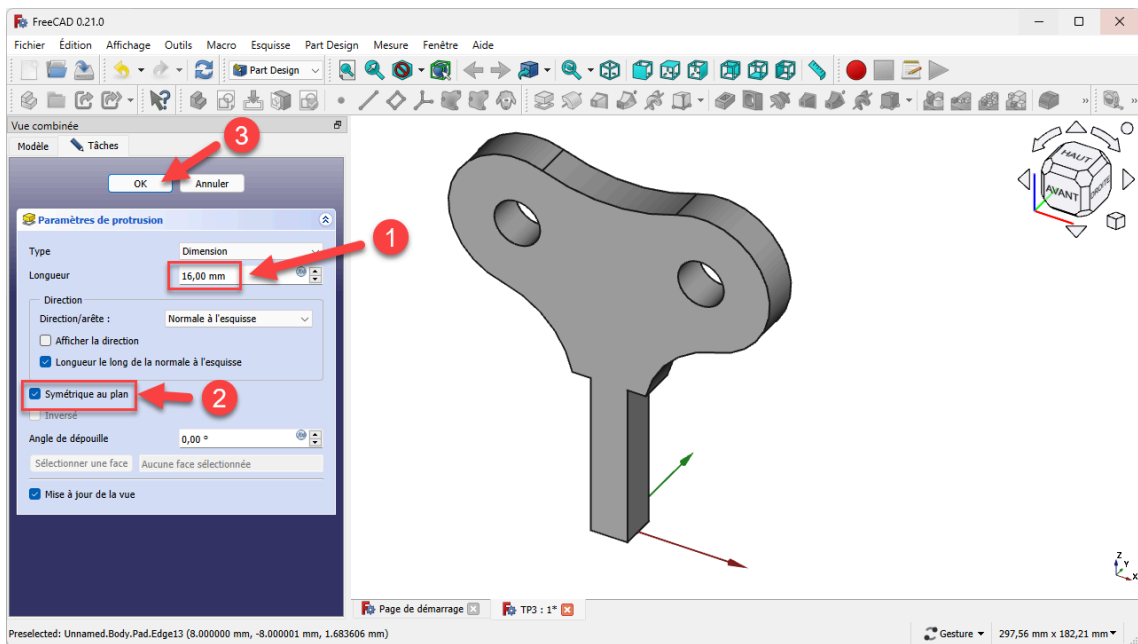 FreeCAD 0.21.0
Fichier Édition Affichage Outils Macro Esquisse Part Design Mesure Fenêtre Aide
Part Design
Vue combinée
Modèle Tâches
3
OK Annuler
Paramètres de protrusion
Type Dimension
1
Longueur 16,00 mm
Direction
Direction/arête : Normale à l'esquisse
Afficher la direction
Longueur le long de la normale à l'esquisse
Symétrique au plan
2
Inversé
Angle de dépouille 0,00 °
Sélectionner une face Aucune face sélectionnée
Mise à jour de la vue
HAUT
AVANT DROITE
Z
Y
X
Page de démarrage TP3 : 1*
Preselected: Unnamed.Body.Pad.Edge13 (8.000000 mm, -8.000001 mm, 1.683606 mm) Gesture 297,56 mm x 182,21 mm